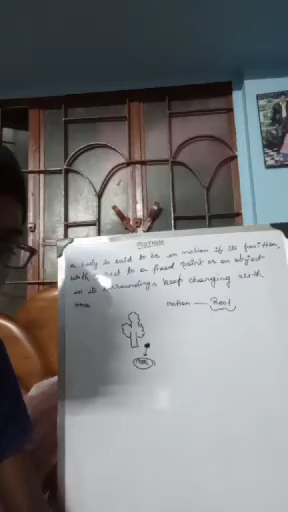 MOTION
A body is said to be in motion if its position,
with respect to a fixed point or an object
in its surroundings keep changing with
time
motion — Rest